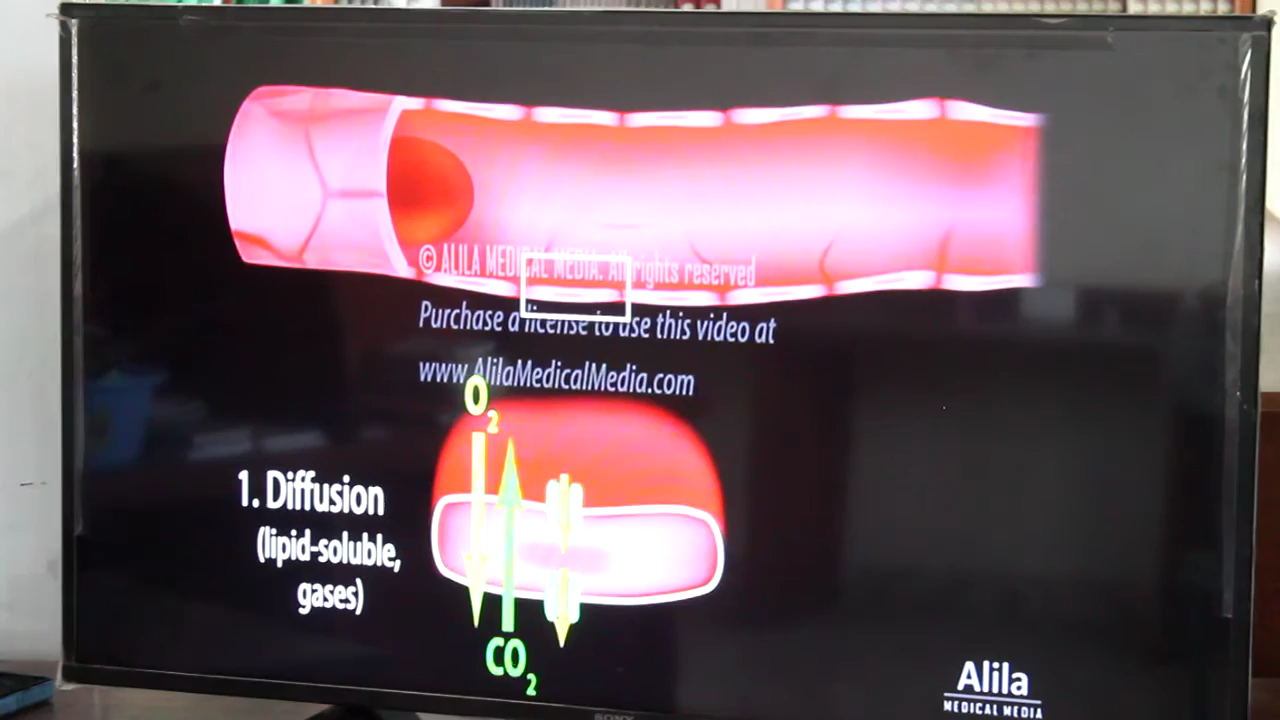 © ALILA MEDICAL MEDIA. All rights reserved
Purchase a license to use this video at
www.AlilaMedicalMedia.com
O2
1. Diffusion
(lipid-soluble,
gases)
CO2
Alila
MEDICAL MEDIA
SONY